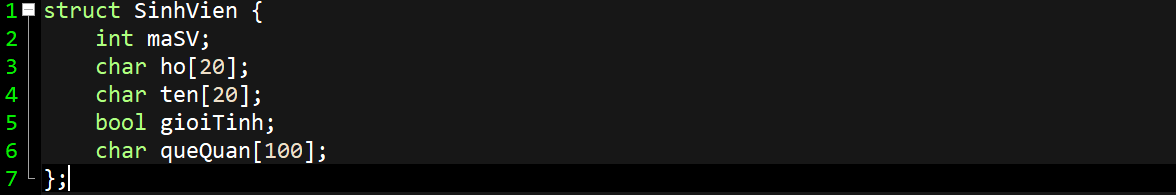 1 struct SinhVien {
2     int maSV;
3     char ho[20];
4     char ten[20];
5     bool gioiTinh;
6     char queQuan[100];
7 };